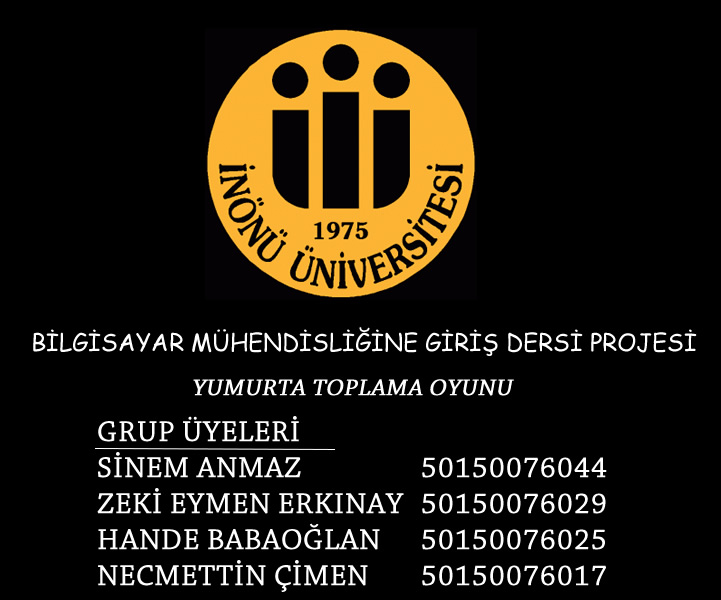 İNÖNÜ ÜNİVERSİTESİ
1975
BİLGİSAYAR MÜHENDİSLİĞİNE GİRİŞ DERSİ PROJESİ
YUMURTA TOPLAMA OYUNU
GRUP ÜYELERİ
SİNEM ANMAZ 50150076044
ZEKİ EYMEN ERKINAY 50150076029
HANDE BABAOĞLAN 50150076025
NECMETTİN ÇİMEN 50150076017